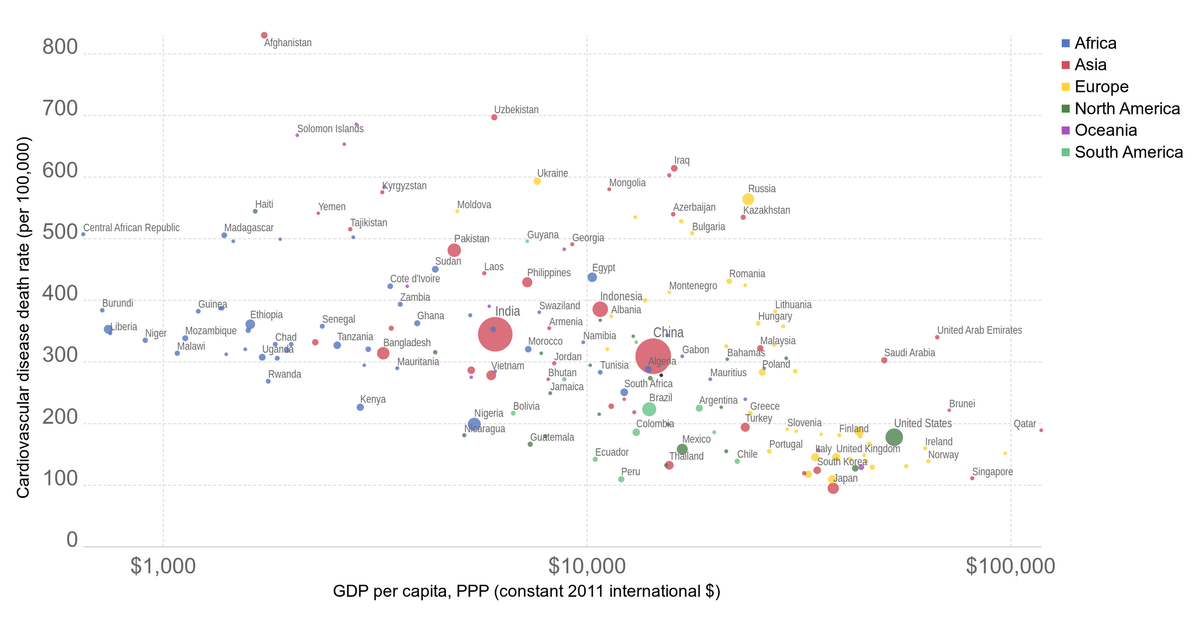 800
700
600
500
400
300
200
100
0
Cardiovascular disease death rate (per 100,000)
$1,000
$10,000
$100,000
GDP per capita, PPP (constant 2011 international $)
Africa
Asia
Europe
North America
Oceania
South America
Afghanistan
Uzbekistan
Solomon Islands
Iraq
Ukraine
Mongolia
Kyrgyzstan
Russia
Haiti
Yemen
Moldova
Azerbaijan
Kazakhstan
Central African Republic
Madagascar
Tajikistan
Bulgaria
Pakistan
Guyana
Georgia
Sudan
Laos
Philippines
Egypt
Cote d'Ivoire
Romania
Montenegro
Burundi
Guinea
Zambia
Swaziland
Indonesia
Albania
Lithuania
Hungary
Liberia
Ethiopia
Senegal
Ghana
India
Armenia
China
United Arab Emirates
Niger
Mozambique
Chad
Tanzania
Bangladesh
Morocco
Namibia
Malaysia
Malawi
Uganda
Mauritania
Jordan
Gabon
Bahamas
Saudi Arabia
Rwanda
Vietnam
Bhutan
Tunisia
Algeria
Mauritius
Poland
Jamaica
South Africa
Kenya
Bolivia
Brazil
Argentina
Greece
Brunei
Nigeria
Nicaragua
Colombia
Turkey
Slovenia
Finland
United States
Qatar
Guatemala
Mexico
Portugal
Italy
United Kingdom
Ireland
Ecuador
Thailand
Chile
South Korea
Norway
Peru
Japan
Singapore